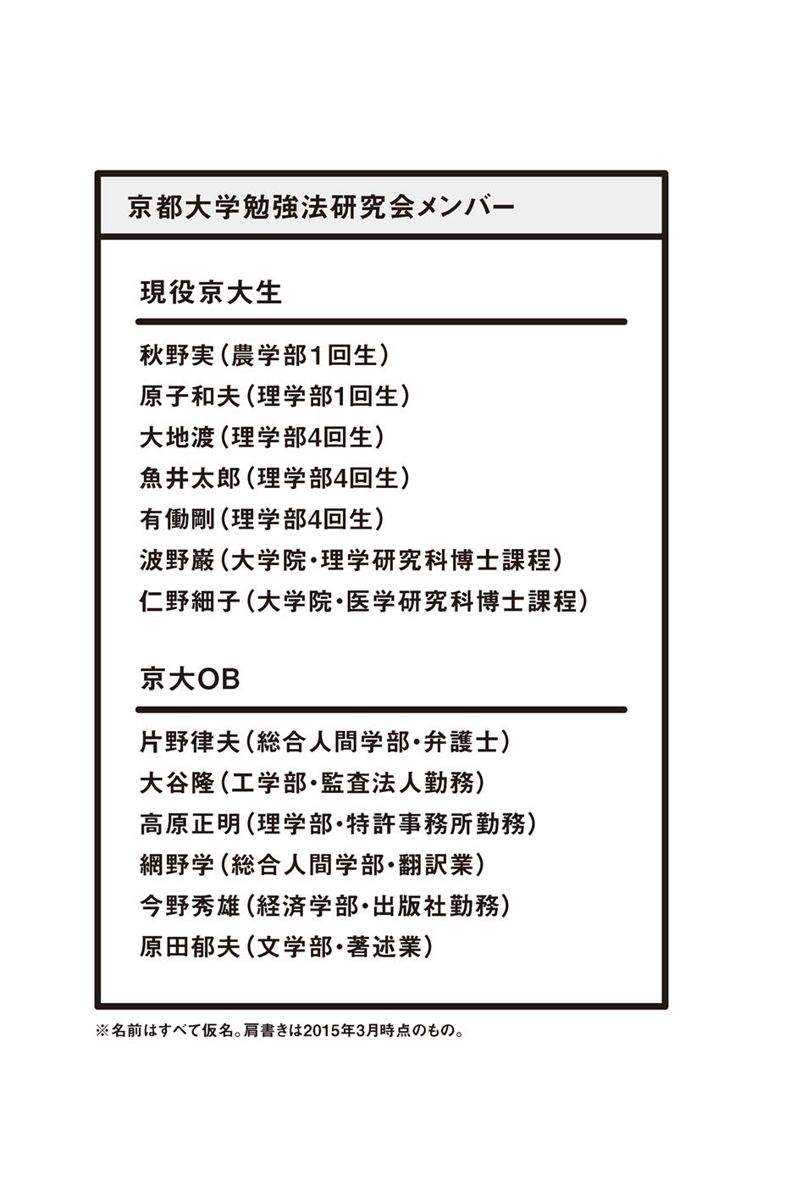 京都大学勉強法研究会メンバー
現役京大生
秋野実（農学部1回生）
原子和夫（理学部1回生）
大地渡（理学部4回生）
魚井太郎（理学部4回生）
有働剛（理学部4回生）
波野巌（大学院・理学研究科博士課程）
仁野細子（大学院・医学研究科博士課程）
京大OB
片野律夫（総合人間学部・弁護士）
大谷隆（工学部・監査法人勤務）
高原正明（理学部・特許事務所勤務）
網野学（総合人間学部・翻訳業）
今野秀雄（経済学部・出版社勤務）
原田郁夫（文学部・著述業）
※名前はすべて仮名。肩書きは2015年3月時点のもの。